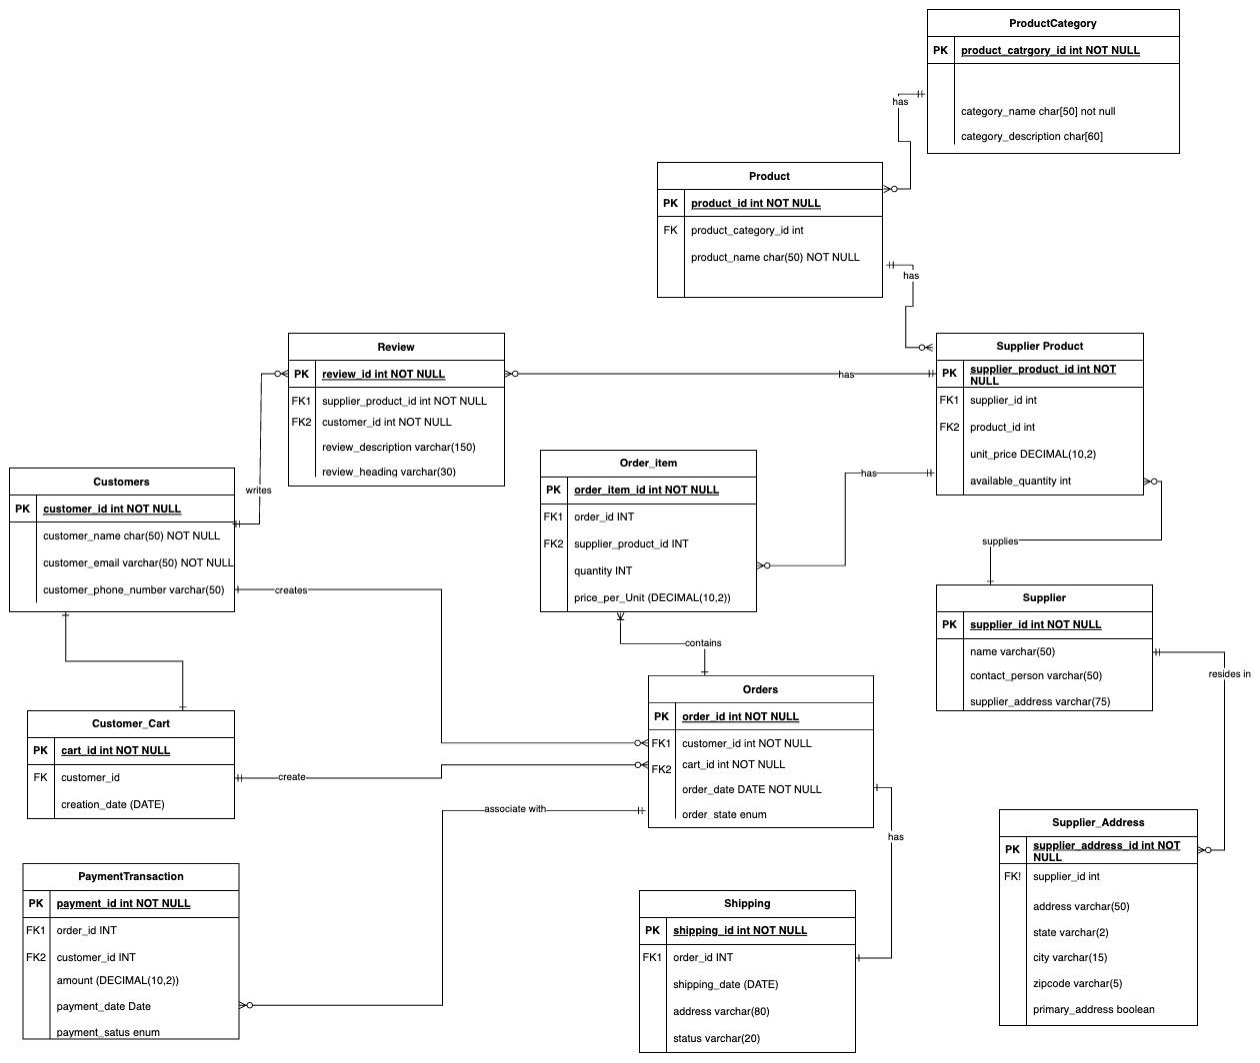 ProductCategory
PK product_catrgory_id int NOT NULL
category_name char[50] not null
category_description char[60]
has
Product
PK product_id int NOT NULL
FK product_category_id int
product_name char(50) NOT NULL
has
Review
PK review_id int NOT NULL
FK1 supplier_product_id int NOT NULL
FK2 customer_id int NOT NULL
review_description varchar(150)
review_heading varchar(30)
has
Supplier Product
PK supplier_product_id int NOT
NULL
FK1 supplier_id int
FK2 product_id int
unit_price DECIMAL(10,2)
available_quantity int
writes
Customers
PK customer_id int NOT NULL
customer_name char(50) NOT NULL
customer_email varchar(50) NOT NULL
customer_phone_number varchar(50)
creates
Order_item
PK order_item_id int NOT NULL
FK1 order_id INT
FK2 supplier_product_id INT
quantity INT
price_per_Unit (DECIMAL(10,2))
has
supplies
contains
Supplier
PK supplier_id int NOT NULL
name varchar(50)
contact_person varchar(50)
supplier_address varchar(75)
resides in
Customer_Cart
PK cart_id int NOT NULL
FK customer_id
creation_date (DATE)
create
Orders
PK order_id int NOT NULL
FK1 customer_id int NOT NULL
FK2 cart_id int NOT NULL
order_date DATE NOT NULL
order_state enum
associate with
has
Supplier_Address
PK supplier_address_id int NOT
NULL
FK! supplier_id int
address varchar(50)
state varchar(2)
city varchar(15)
zipcode varchar(5)
primary_address boolean
PaymentTransaction
PK payment_id int NOT NULL
FK1 order_id INT
FK2 customer_id INT
amount (DECIMAL(10,2))
payment_date Date
payment_satus enum
Shipping
PK shipping_id int NOT NULL
FK1 order_id INT
shipping_date (DATE)
address varchar(80)
status varchar(20)